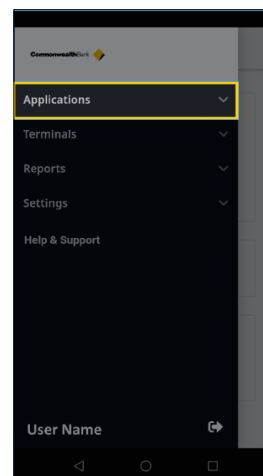 CommonwealthBank
Applications
Terminals
Reports
Settings
Help & Support
User Name